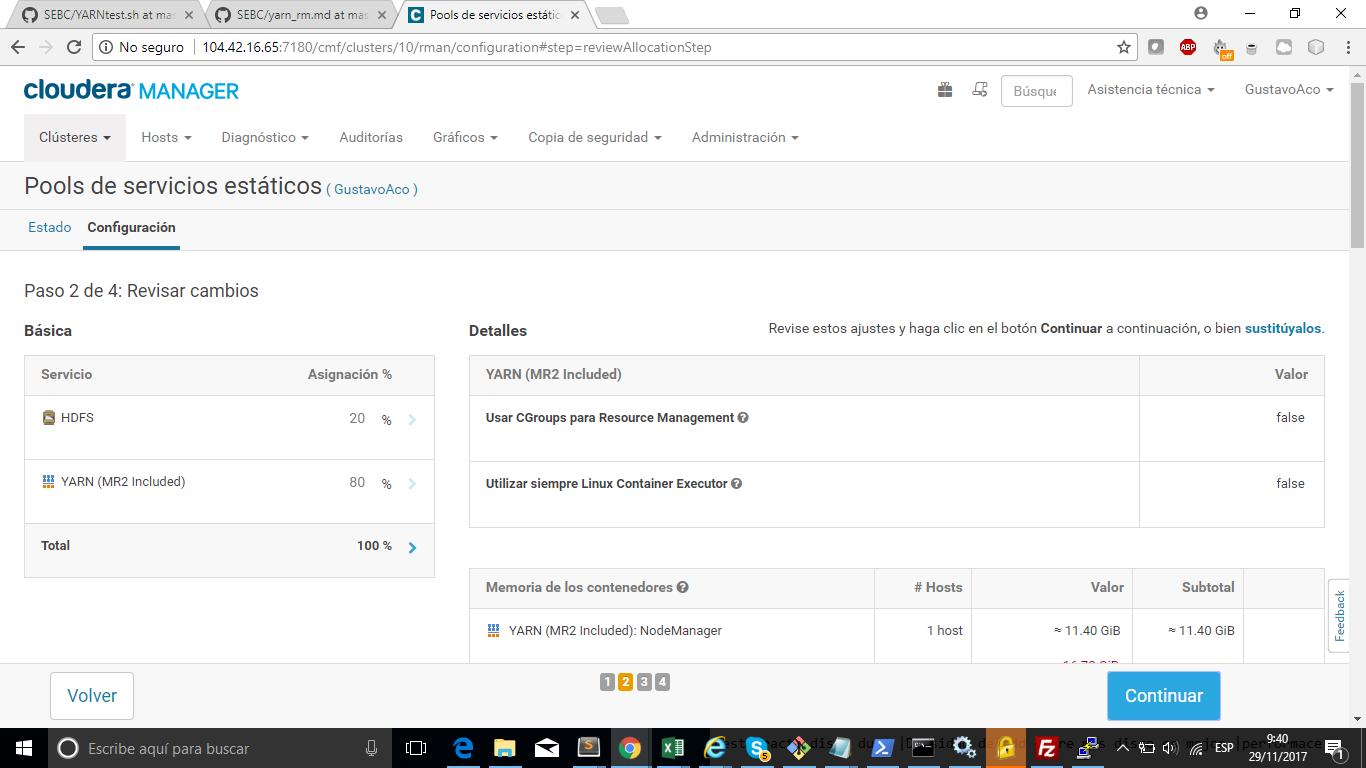 SEBC/YARNtest.sh at mas
SEBC/yarn_rm.md at mas
Pools de servicios estátic
No seguro
104.42.16.65:7180/cmf/clusters/10/rman/configuration#step=reviewAllocationStep
ABP
off
cloudera MANAGER
Búsque
Asistencia técnica
GustavoAco
Clústeres
Hosts
Diagnóstico
Auditorías
Gráficos
Copia de seguridad
Administración
Pools de servicios estáticos ( GustavoAco )
Estado
Configuración
Paso 2 de 4: Revisar cambios
Básica
Detalles
Revise estos ajustes y haga clic en el botón Continuar a continuación, o bien sustitúyalos.
Servicio Asignación %
HDFS 20 %
YARN (MR2 Included) 80 %
Total 100 %
YARN (MR2 Included) Valor
Usar CGroups para Resource Management false
Utilizar siempre Linux Container Executor false
Memoria de los contenedores # Hosts Valor Subtotal
YARN (MR2 Included): NodeManager 1 host ≈ 11.40 GiB ≈ 11.40 GiB
Feedback
Volver
1 2 3 4
Continuar
Escribe aquí para buscar
5
ESP
9:40
29/11/2017
1